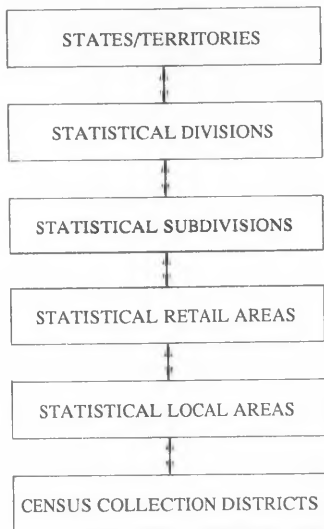 STATES/TERRITORIES
STATISTICAL DIVISIONS
STATISTICAL SUBDIVISIONS
STATISTICAL RETAIL AREAS
STATISTICAL LOCAL AREAS
CENSUS COLLECTION DISTRICTS